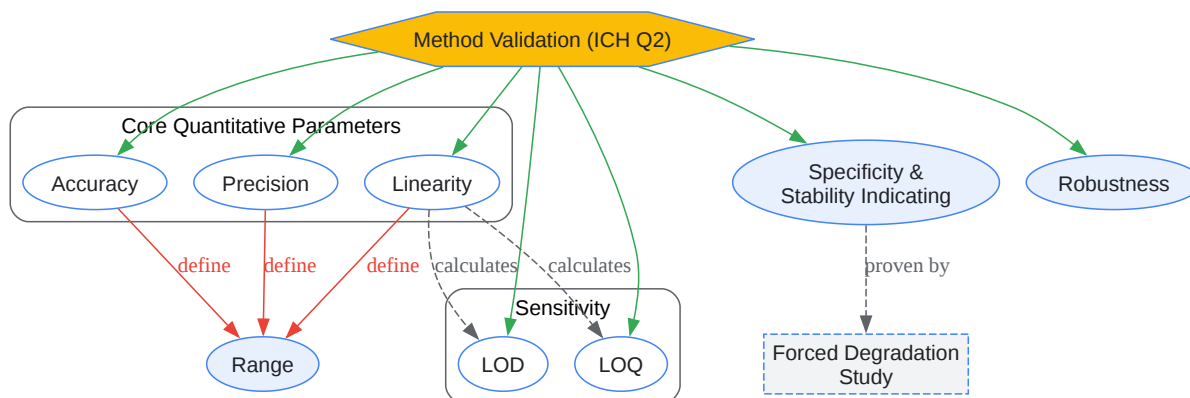 Method Validation (ICH Q2)
Core Quantitative Parameters
Accuracy
Precision
Linearity
Specificity &
Stability Indicating
Robustness
define
define
define
calculates
calculates
proven by
Sensitivity
Range
LOD
LOQ
Forced Degradation
Study